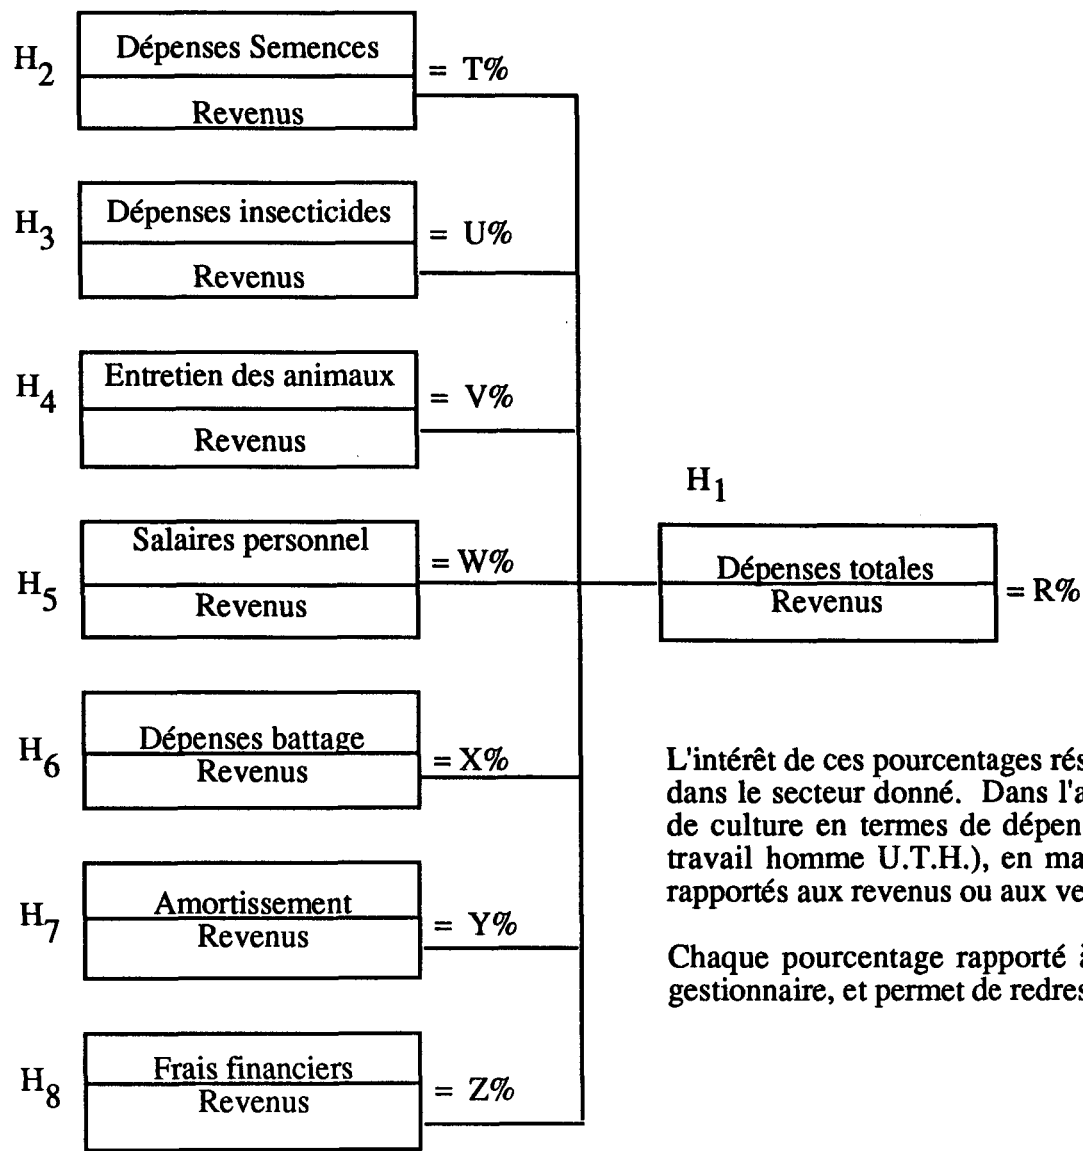 H2
Dépenses Semences
Revenus
= T%
H3
Dépenses insecticides
Revenus
= U%
H4
Entretien des animaux
Revenus
= V%
H5
Salaires personnel
Revenus
= W%
H1
Dépenses totales
Revenus
= R%
H6
Dépenses battage
Revenus
= X%
H7
Amortissement
Revenus
= Y%
H8
Frais financiers
Revenus
= Z%
L'intérêt de ces pourcentages rés
dans le secteur donné. Dans l'a
de culture en termes de dépen
travail homme U.T.H.), en ma
rapportés aux revenus ou aux ve
Chaque pourcentage rapporté à
gestionnaire, et permet de redres